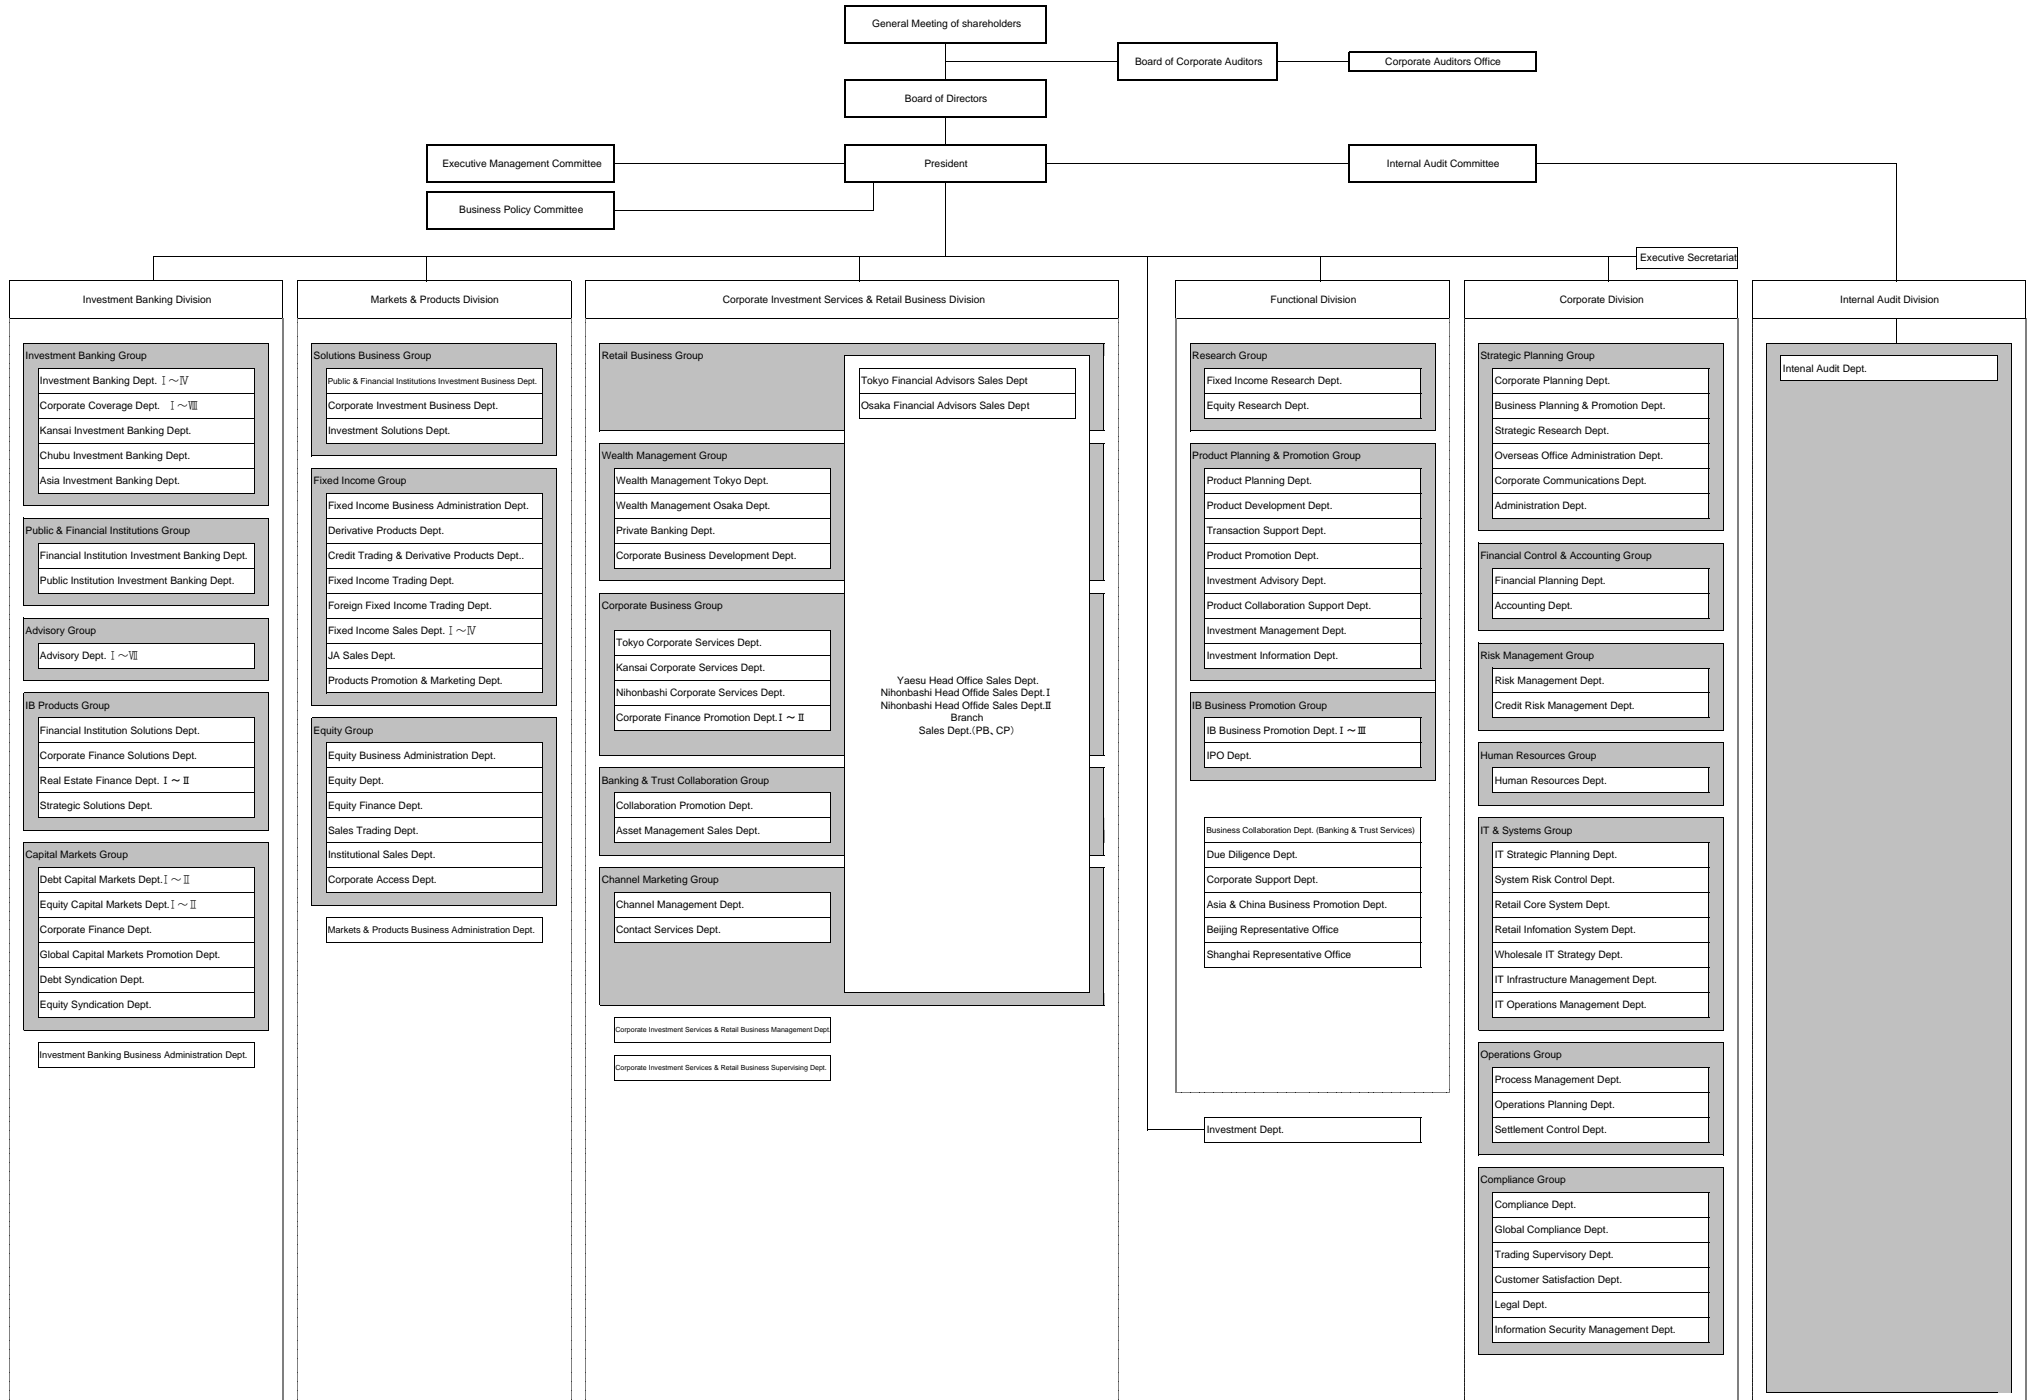 General Meeting of shareholders
Board of Corporate Auditors
Corporate Auditors Office
Board of Directors
Executive Management Committee
President
Internal Audit Committee
Business Policy Committee
Executive Secretariat
Investment Banking Division
Investment Banking Group
Investment Banking Dept. Ⅰ～Ⅳ
Corporate Coverage Dept. Ⅰ～Ⅷ
Kansai Investment Banking Dept.
Chubu Investment Banking Dept.
Asia Investment Banking Dept.
Public & Financial Institutions Group
Financial Institution Investment Banking Dept.
Public Institution Investment Banking Dept.
Advisory Group
Advisory Dept. Ⅰ～Ⅶ
IB Products Group
Financial Institution Solutions Dept.
Corporate Finance Solutions Dept.
Real Estate Finance Dept. Ⅰ～Ⅱ
Strategic Solutions Dept.
Capital Markets Group
Debt Capital Markets Dept.Ⅰ～Ⅱ
Equity Capital Markets Dept.Ⅰ～Ⅱ
Corporate Finance Dept.
Global Capital Markets Promotion Dept.
Debt Syndication Dept.
Equity Syndication Dept.
Investment Banking Business Administration Dept.
Markets & Products Division
Solutions Business Group
Public & Financial Institutions Investment Business Dept.
Corporate Investment Business Dept.
Investment Solutions Dept.
Fixed Income Group
Fixed Income Business Administration Dept.
Derivative Products Dept.
Credit Trading & Derivative Products Dept..
Fixed Income Trading Dept.
Foreign Fixed Income Trading Dept.
Fixed Income Sales Dept. Ⅰ～Ⅳ
JA Sales Dept.
Products Promotion & Marketing Dept.
Equity Group
Equity Business Administration Dept.
Equity Dept.
Equity Finance Dept.
Sales Trading Dept.
Institutional Sales Dept.
Corporate Access Dept.
Markets & Products Business Administration Dept.
Corporate Investment Services & Retail Business Division
Retail Business Group
Tokyo Financial Advisors Sales Dept
Osaka Financial Advisors Sales Dept
Wealth Management Group
Wealth Management Tokyo Dept.
Wealth Management Osaka Dept.
Private Banking Dept.
Corporate Business Development Dept.
Corporate Business Group
Tokyo Corporate Services Dept.
Kansai Corporate Services Dept.
Nihonbashi Corporate Services Dept.
Corporate Finance Promotion Dept.Ⅰ～Ⅱ
Yaesu Head Office Sales Dept.
Nihonbashi Head Offide Sales Dept.Ⅰ
Nihonbashi Head Offide Sales Dept.Ⅱ
Branch
Sales Dept.（PB、CP）
Banking & Trust Collaboration Group
Collaboration Promotion Dept.
Asset Management Sales Dept.
Channel Marketing Group
Channel Management Dept.
Contact Services Dept.
Corporate Investment Services & Retail Business Management Dept.
Corporate Investment Services & Retail Business Supervising Dept.
Functional Division
Research Group
Fixed Income Research Dept.
Equity Research Dept.
Product Planning & Promotion Group
Product Planning Dept.
Product Development Dept.
Transaction Support Dept.
Product Promotion Dept.
Investment Advisory Dept.
Product Collaboration Support Dept.
Investment Management Dept.
Investment Information Dept.
IB Business Promotion Group
IB Business Promotion Dept. Ⅰ～Ⅲ
IPO Dept.
Business Collaboration Dept. (Banking & Trust Services)
Due Diligence Dept.
Corporate Support Dept.
Asia & China Business Promotion Dept.
Beijing Representative Office
Shanghai Representative Office
Investment Dept.
Corporate Division
Strategic Planning Group
Corporate Planning Dept.
Business Planning & Promotion Dept.
Strategic Research Dept.
Overseas Office Administration Dept.
Corporate Communications Dept.
Administration Dept.
Financial Control & Accounting Group
Financial Planning Dept.
Accounting Dept.
Risk Management Group
Risk Management Dept.
Credit Risk Management Dept.
Human Resources Group
Human Resources Dept.
IT & Systems Group
IT Strategic Planning Dept.
System Risk Control Dept.
Retail Core System Dept.
Retail Infomation System Dept.
Wholesale IT Strategy Dept.
IT Infrastructure Management Dept.
IT Operations Management Dept.
Operations Group
Process Management Dept.
Operations Planning Dept.
Settlement Control Dept.
Compliance Group
Compliance Dept.
Global Compliance Dept.
Trading Supervisory Dept.
Customer Satisfaction Dept.
Legal Dept.
Information Security Management Dept.
Internal Audit Division
Intenal Audit Dept.